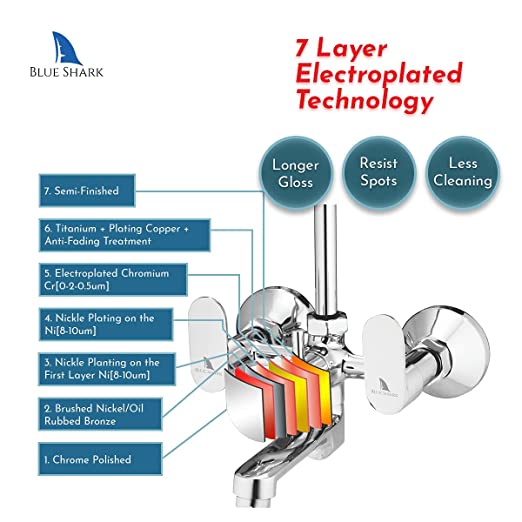 BLUE SHARK
7 Layer
Electroplated
Technology
Longer
Gloss
Resist
Spots
Less
Cleaning
7. Semi-Finished
6. Titanium + Plating Copper +
Anti-Fading Treatment
5. Electroplated Chromium
Cr[0-2-0.5um]
4. Nickle Plating on the
Ni[8-10um]
3. Nickle Planting on the
First Layer Ni[8-10um]
2. Brushed Nickel/Oil
Rubbed Bronze
1. Chrome Polished
BLUE SHARK